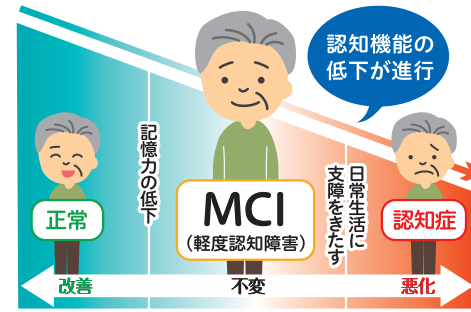 認知機能の
低下が進行
記憶力の低下
日常生活に
支障をきたす
正常
MCI
(軽度認知障害)
認知症
改善
不変
悪化